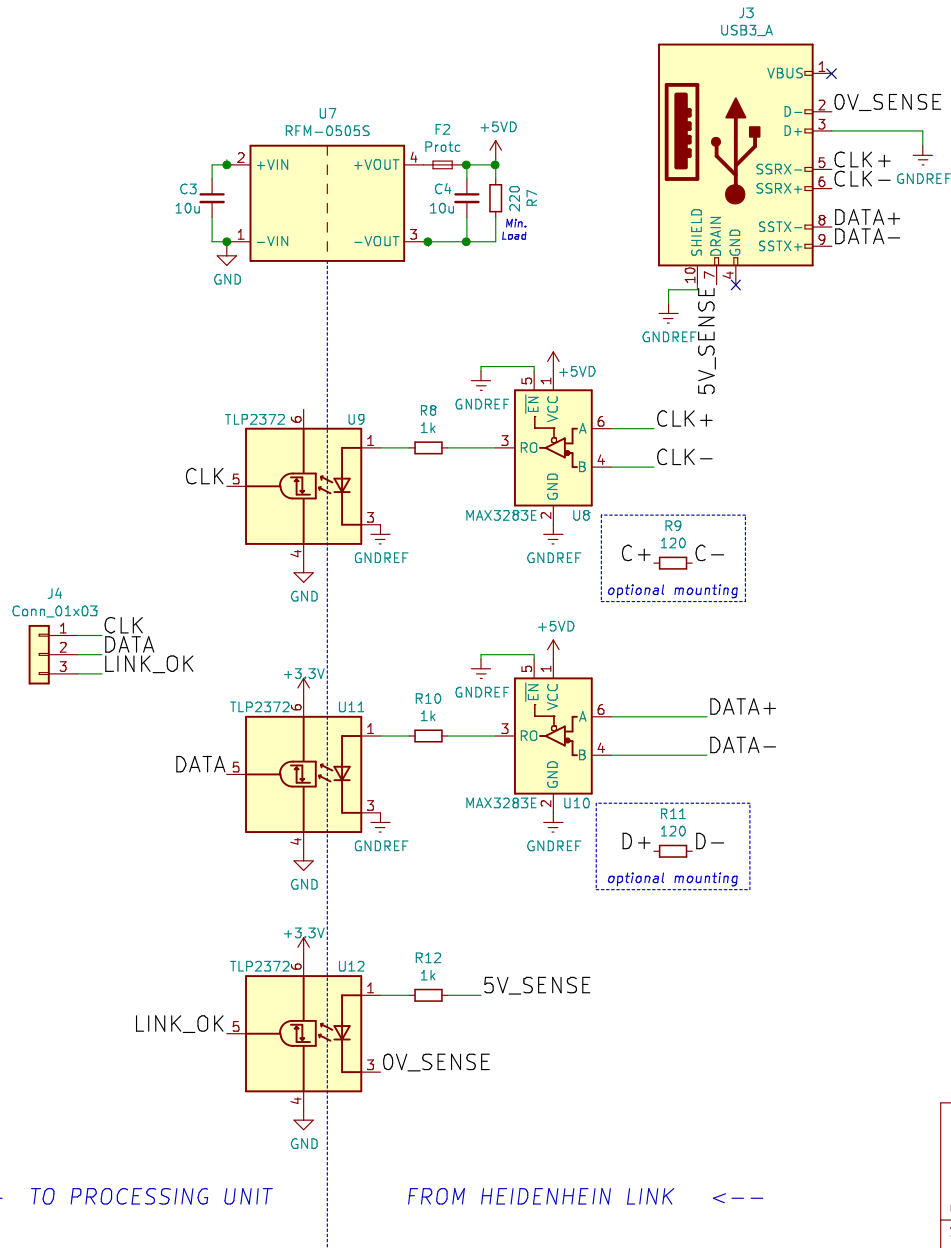 J3
USB3_A
VBUS 1
D- 2 0V_SENSE
D+ 3
GNDREF
SSRX- 5 CLK+
SSRX+ 6 CLK-
SSTX- 8 DATA+
SSTX+ 9 DATA-
SHIELD
DRAIN
GND
10
7
4
GNDREF
5V_SENSE
U7
RFM-0505S
2 +VIN
1 -VIN
+VOUT 4
-VOUT 3
C3
10u
GND
F2
Protc
+5VD
C4
10u
220
R7
Min.
Load
TLP2372
U9
6
1
CLK 5
3
4
GNDREF
GND
R8
1k
+5VD
GNDREF
5
1
EN
VCC
3 RO
A 6 CLK+
B 4 CLK-
GND
2
MAX3283E U8
GNDREF
R9
120
C+ C-
optional mounting
J4
Conn_01x03
1 CLK
2 DATA
3 LINK_OK
+3.3V
TLP2372
U11
6
1
DATA 5
3
4
GNDREF
GND
R10
1k
+5VD
GNDREF
5
1
EN
VCC
3 RO
A 6 DATA+
B 4 DATA-
GND
2
MAX3283E U10
GNDREF
R11
120
D+ D-
optional mounting
+3.3V
TLP2372
U12
6
1
R12
1k
5V_SENSE
LINK_OK 5
3 0V_SENSE
4
GND
- TO PROCESSING UNIT
FROM HEIDENHEIN LINK <--